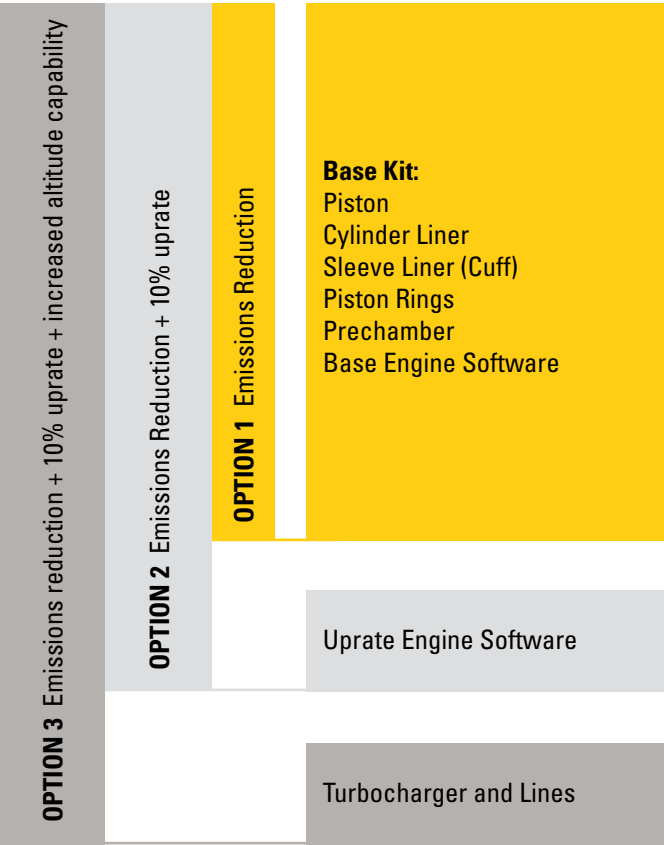 OPTION 3 Emissions reduction + 10% uprate + increased altitude capability
OPTION 2 Emissions Reduction + 10% uprate
OPTION 1 Emissions Reduction
Base Kit:
Piston
Cylinder Liner
Sleeve Liner (Cuff)
Piston Rings
Prechamber
Base Engine Software
Uprate Engine Software
Turbocharger and Lines